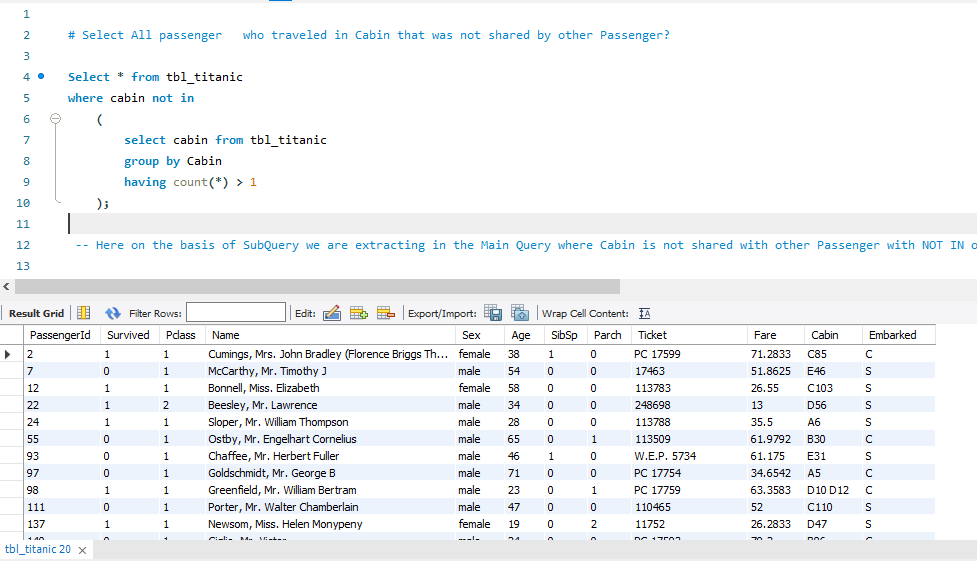 1
2 # Select All passenger   who traveled in Cabin that was not shared by other Passenger?
3
4 Select * from tbl_titanic
5 where cabin not in
6 (
7 select cabin from tbl_titanic
8 group by Cabin
9 having count(*) > 1
10 );
11
12 -- Here on the basis of SubQuery we are extracting in the Main Query where Cabin is not shared with other Passenger with NOT IN o
13
Result Grid Filter Rows: Edit: Export/Import: Wrap Cell Content: IA
PassengerId Survived Pclass Name Sex Age SibSp Parch Ticket Fare Cabin Embarked
2 1 1 Cumings, Mrs. John Bradley (Florence Briggs Th... female 38 1 0 PC 17599 71.2833 C85 C
7 0 1 McCarthy, Mr. Timothy J male 54 0 0 17463 51.8625 E46 S
12 1 1 Bonnell, Miss. Elizabeth female 58 0 0 113783 26.55 C103 S
22 1 2 Beesley, Mr. Lawrence male 34 0 0 248698 13 D56 S
24 1 1 Sloper, Mr. William Thompson male 28 0 0 113788 35.5 A6 S
55 0 1 Ostby, Mr. Engelhart Cornelius male 65 0 1 113509 61.9792 B30 C
93 0 1 Chaffee, Mr. Herbert Fuller male 46 1 0 W.E.P. 5734 61.175 E31 S
97 0 1 Goldschmidt, Mr. George B male 71 0 0 PC 17754 34.6542 A5 C
98 1 1 Greenfield, Mr. William Bertram male 23 0 1 PC 17759 63.3583 D10 D12 C
111 0 1 Porter, Mr. Walter Chamberlain male 47 0 0 110465 52 C110 S
137 1 1 Newsom, Miss. Helen Monypeny female 19 0 2 11752 26.2833 D47 S
tbl_titanic 20